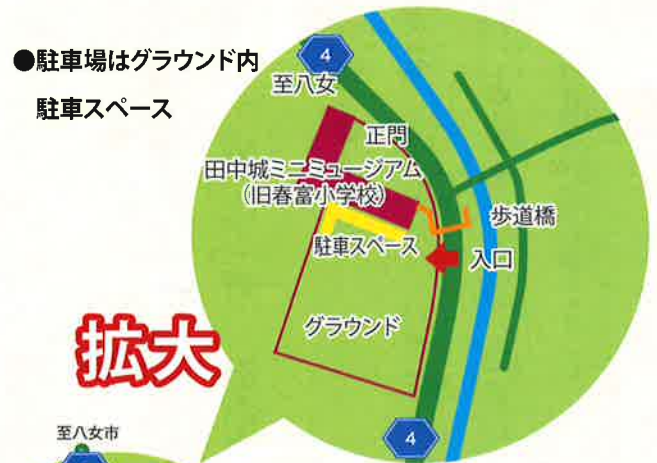 ●駐車場はグラウンド内
駐車スペース
4
至八女
正門
田中城ミニミュージアム
（旧春富小学校）
歩道橋
駐車スペース
入口
グラウンド
拡大
4
至八女市